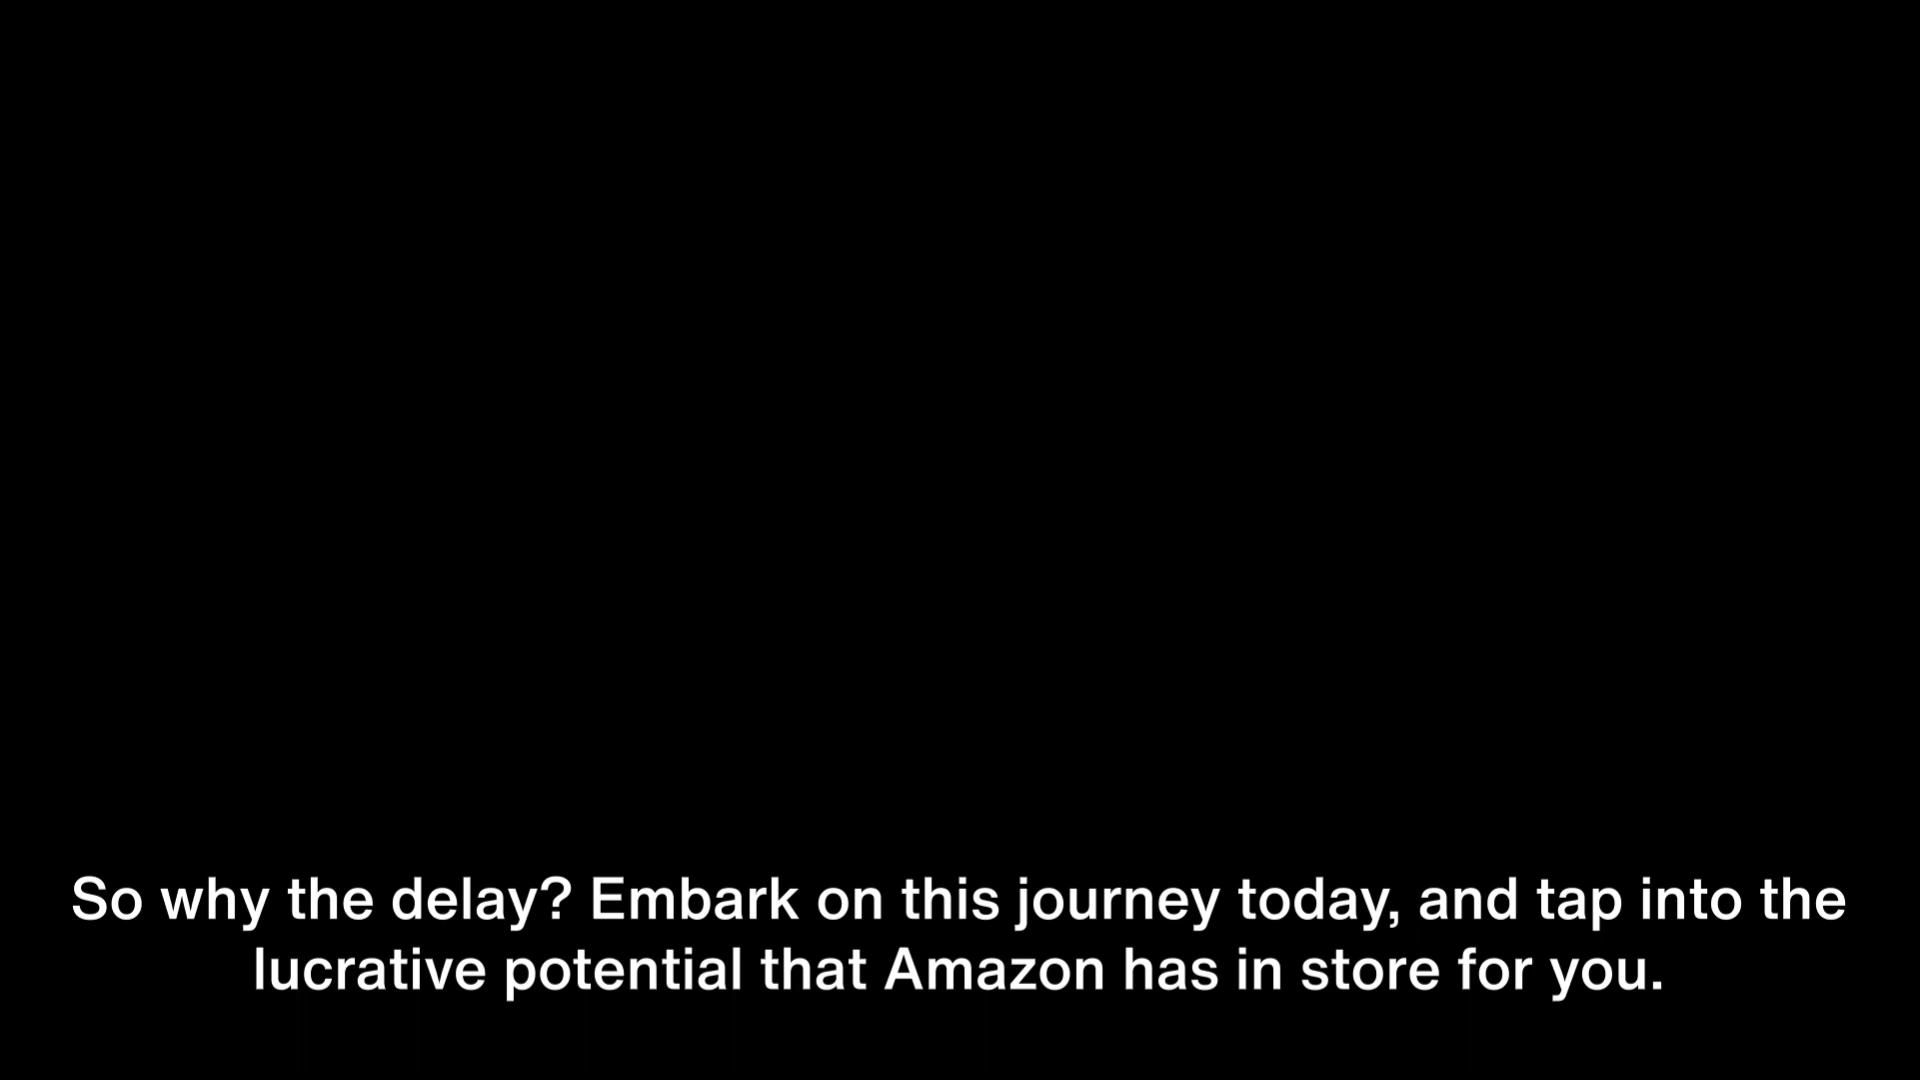 So why the delay? Embark on this journey today, and tap into the
lucrative potential that Amazon has in store for you.